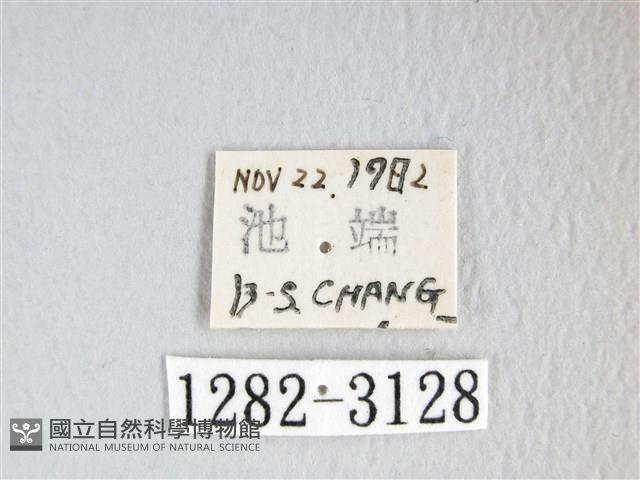 NOV 22. 1982
池 端
B-S. CHANG
1282-3128
國立自然科學博物館
NATIONAL MUSEUM OF NATURAL SCIENCE